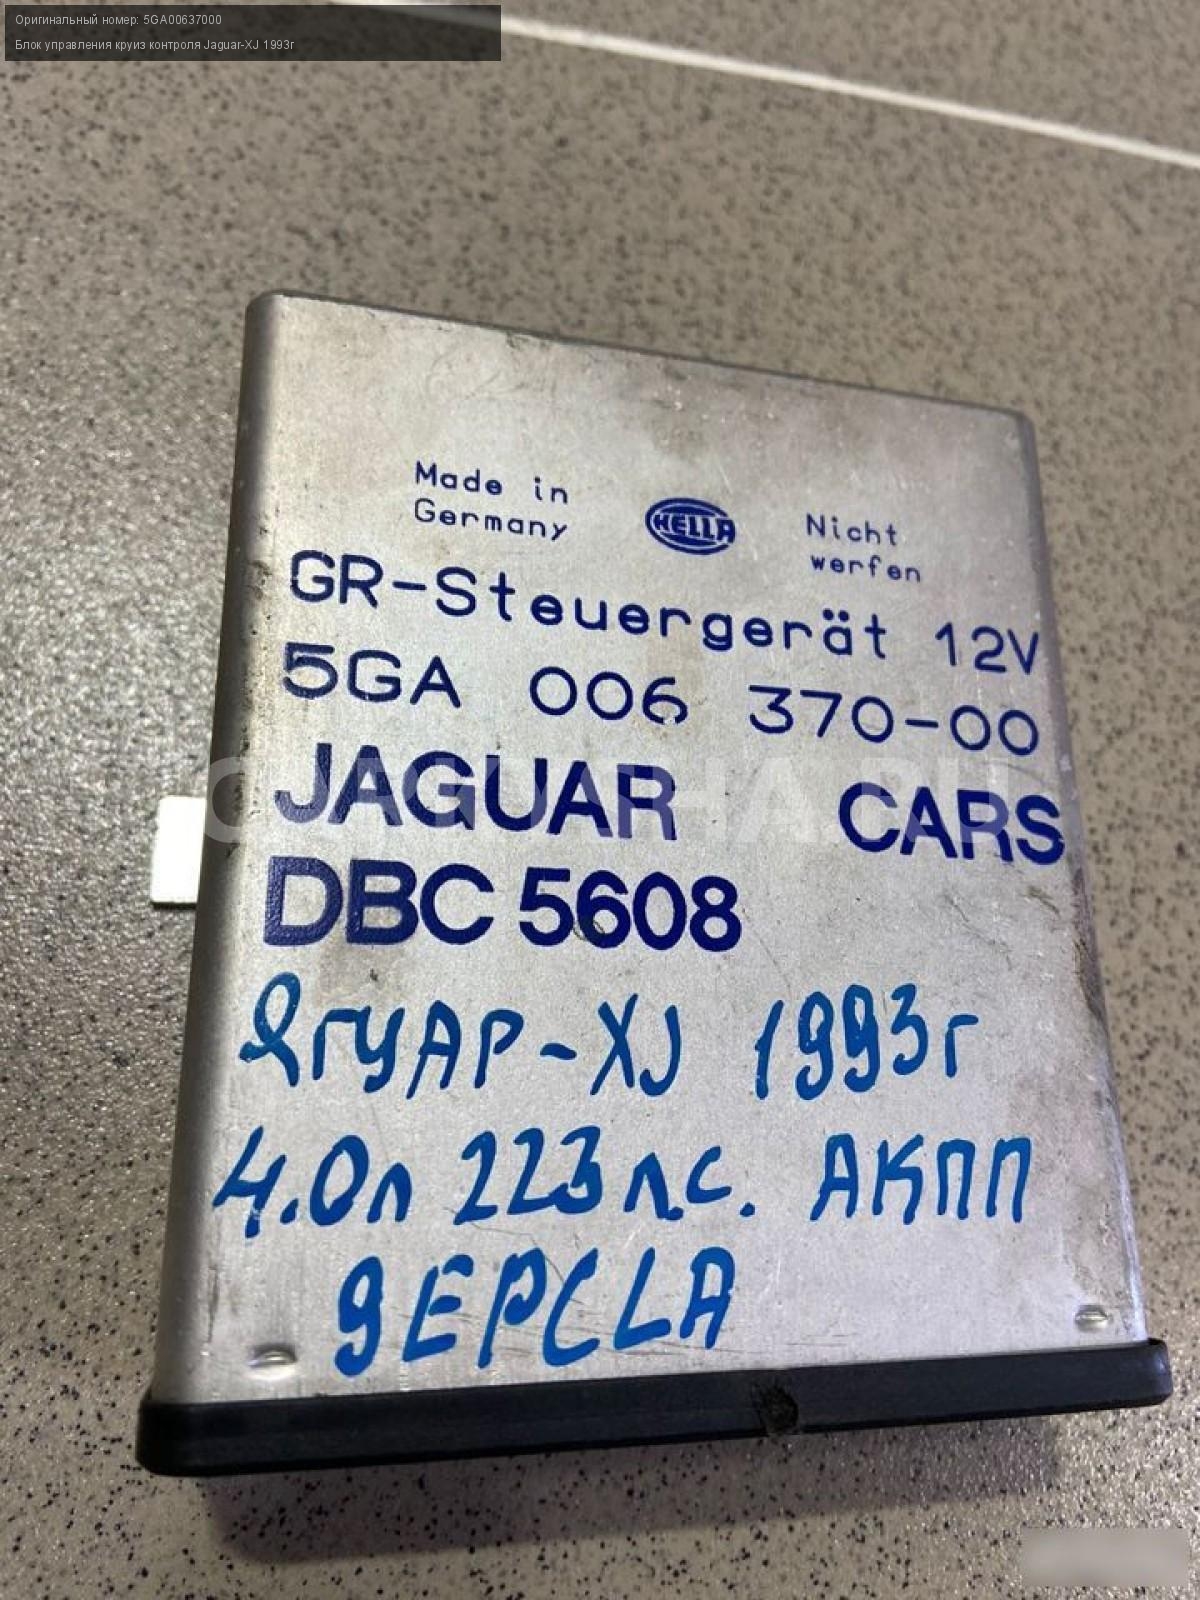 Оригинальный номер: 5GA00637000
Блок управления круиз контроля Jaguar-XJ 1993г
Made in
Germany
HELLA
Nicht
werfen
GR-Steuergerät 12V
5GA 006 370-00
JAGUAR CARS
DBC 5608
ЯГУАР-XJ 1993г
4.0л 223 л.с. АКПП
9EPCLA